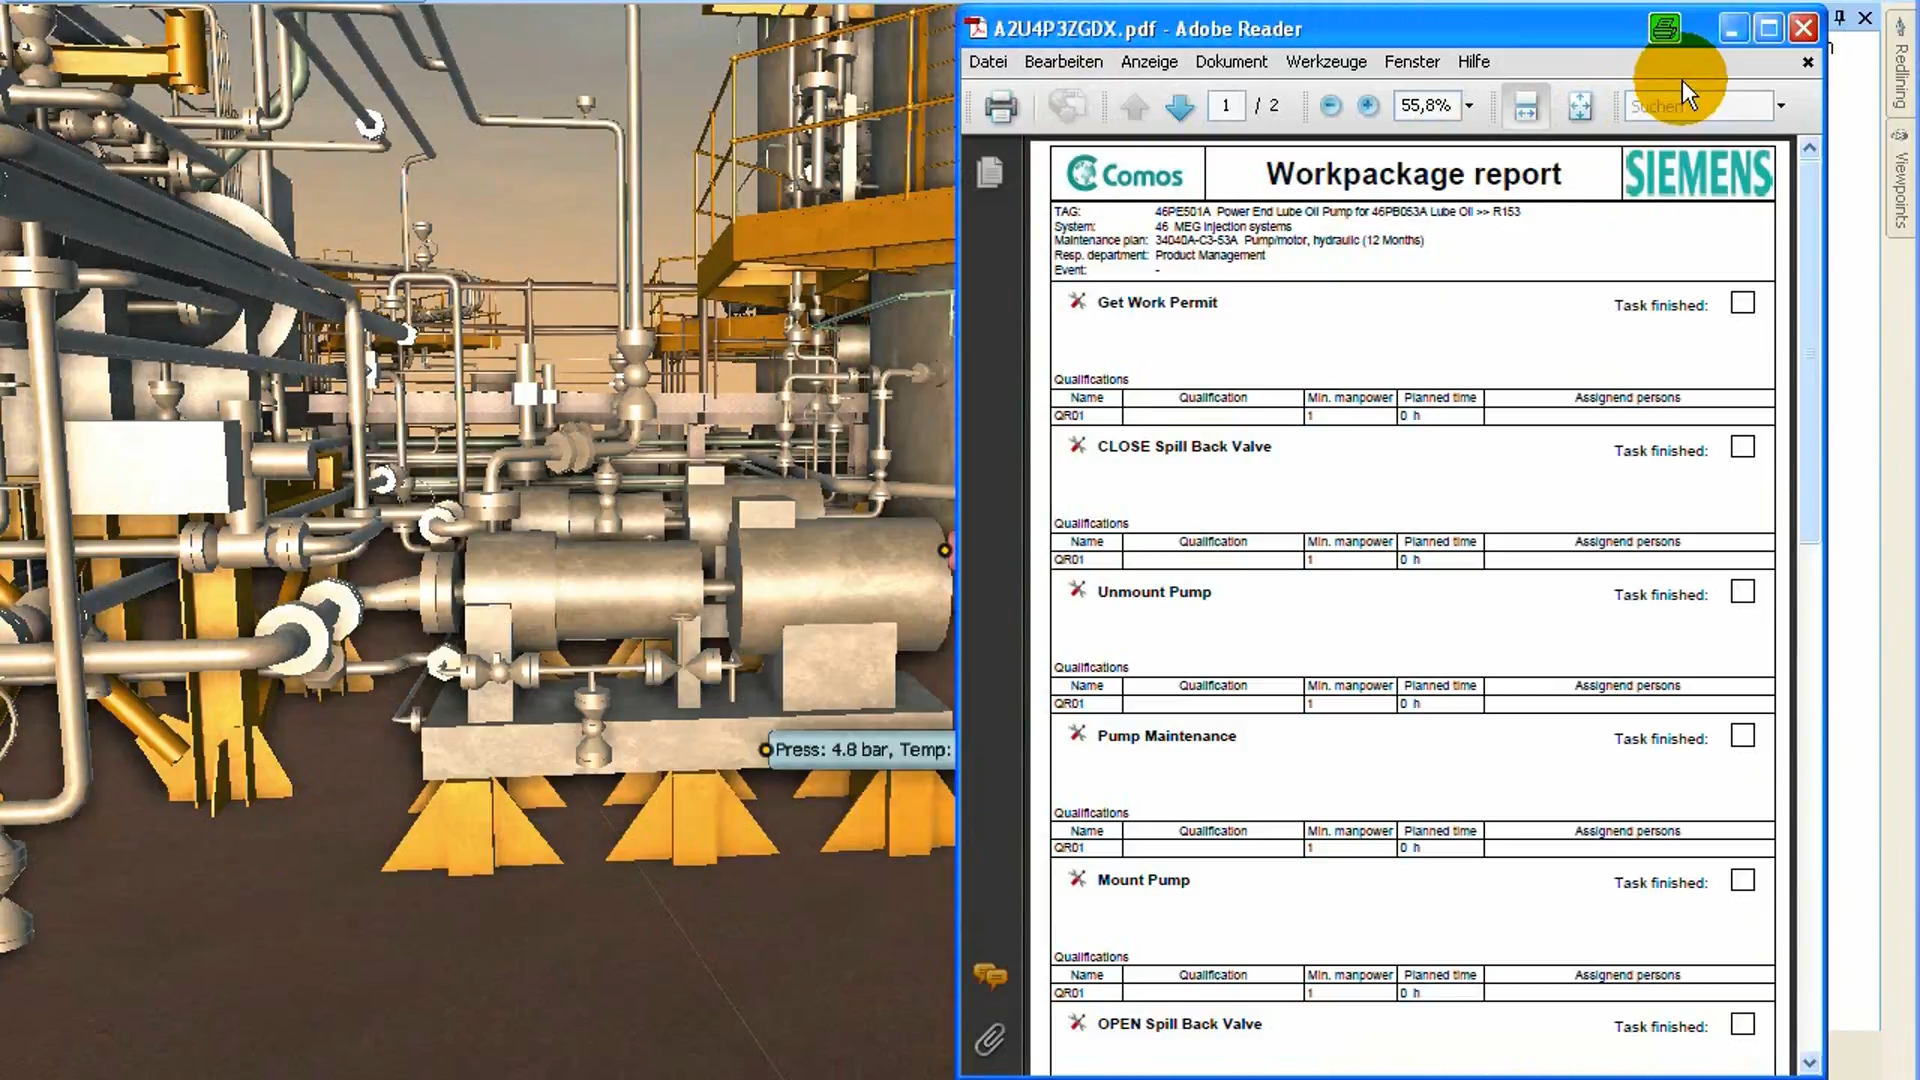 A2U4P3ZGDX.pdf - Adobe Reader
Datei Bearbeiten Anzeige Dokument Werkzeuge Fenster Hilfe
1 / 2 55,8% Suchen
Redlining
Viewpoints
Comos Workpackage report SIEMENS
TAG: 46PE501A Power End Lube Oil Pump for 46PB053A Lube Oil >> R153
System: 46 MEG Injection systems
Maintenance plan: 34040A-C3-53A Pump/motor, hydraulic (12 Months)
Resp. department: Product Management
Event: -
Get Work Permit Task finished:
Qualifications
Name Qualification Min. manpower Planned time Assignend persons
QR01 1 0 h
CLOSE Spill Back Valve Task finished:
Qualifications
Name Qualification Min. manpower Planned time Assignend persons
QR01 1 0 h
Unmount Pump Task finished:
Qualifications
Name Qualification Min. manpower Planned time Assignend persons
QR01 1 0 h
Pump Maintenance Task finished:
Qualifications
Name Qualification Min. manpower Planned time Assignend persons
QR01 1 0 h
Mount Pump Task finished:
Qualifications
Name Qualification Min. manpower Planned time Assignend persons
QR01 1 0 h
OPEN Spill Back Valve Task finished:
Press: 4.8 bar, Temp: